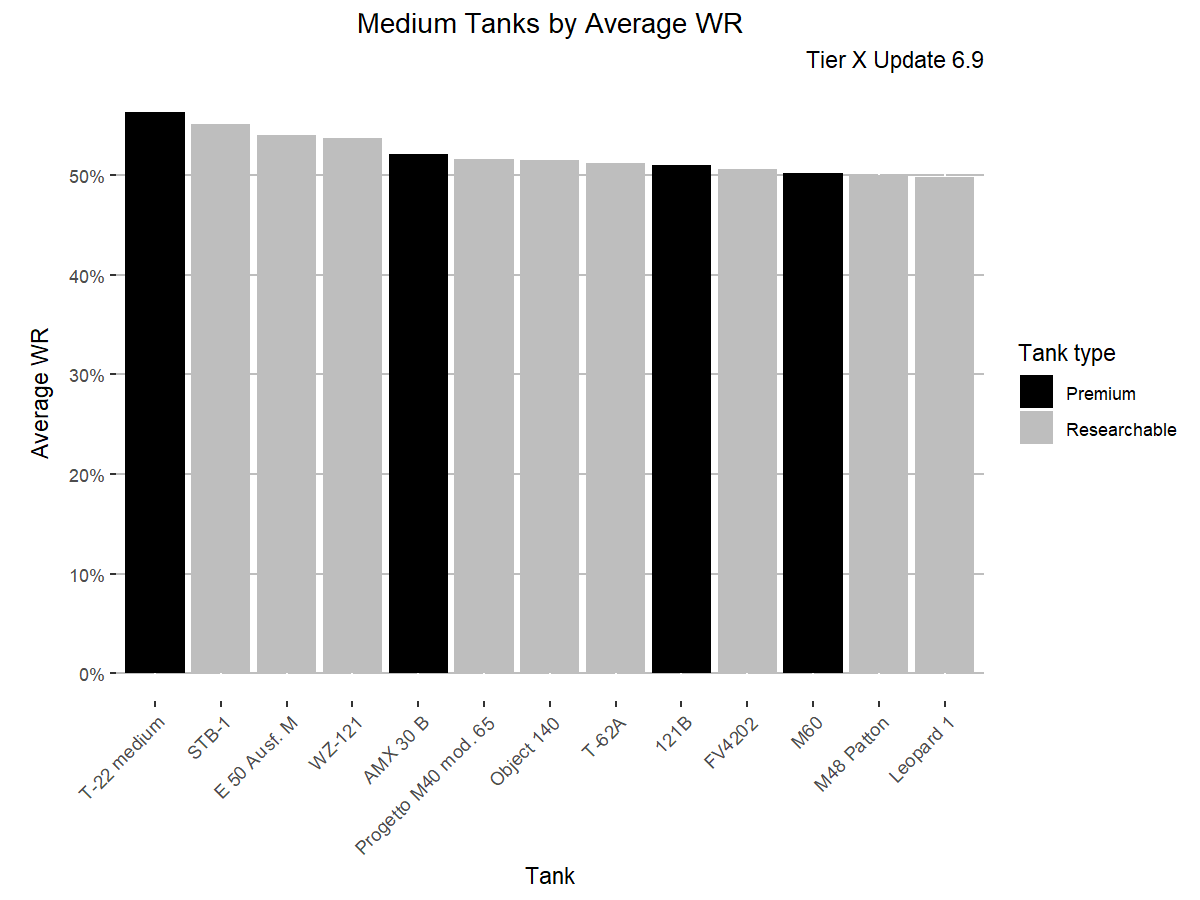 Medium Tanks by Average WR
Tier X Update 6.9
50%
40%
30%
20%
10%
0%
Average WR
T-22 medium
STB-1
E 50 Ausf. M
WZ-121
AMX 30 B
Progetto M40 mod. 65
Object 140
T-62A
121B
FV4202
M60
M48 Patton
Leopard 1
Tank
Tank type
Premium
Researchable